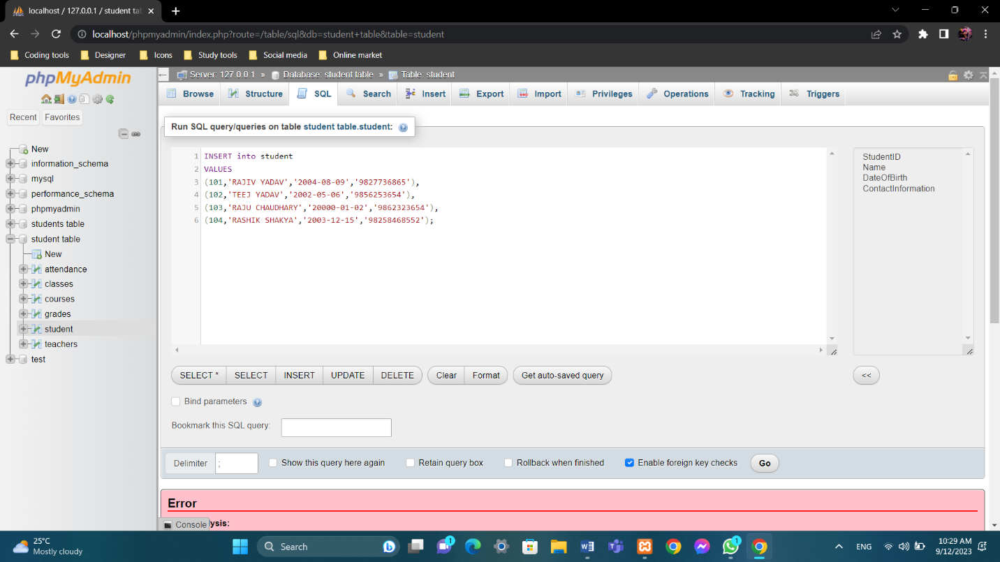 localhost / 127.0.0.1 / student tal
localhost/phpmyadmin/index.php?route=/table/sql&db=student+table&table=student
Coding tools Designer Icons Study tools Social media Online market
phpMyAdmin
Server: 127.0.0.1 » Database: student table » Table: student
Browse Structure SQL Search Insert Export Import Privileges Operations Tracking Triggers
Recent Favorites
New
information_schema
mysql
performance_schema
phpmyadmin
students table
student table
New
attendance
classes
courses
grades
student
teachers
test
Run SQL query/queries on table student table.student:
1 INSERT into student
2 VALUES
3 (101,'RAJIV YADAV','2004-08-09','9827736865'),
4 (102,'TEEJ YADAV','2002-05-06','9856253654'),
5 (103,'RAJU CHAUDHARY','20000-01-02','9862323654'),
6 (104,'RASHIK SHAKYA','2003-12-15','98258468552');
StudentID
Name
DateOfBirth
ContactInformation
SELECT * SELECT INSERT UPDATE DELETE Clear Format Get auto-saved query <<
Bind parameters
Bookmark this SQL query:
Delimiter ; Show this query here again Retain query box Rollback when finished Enable foreign key checks Go
Error
Console ysis:
25°C
Mostly cloudy
Search
1
1
ENG
10:29 AM
9/12/2023